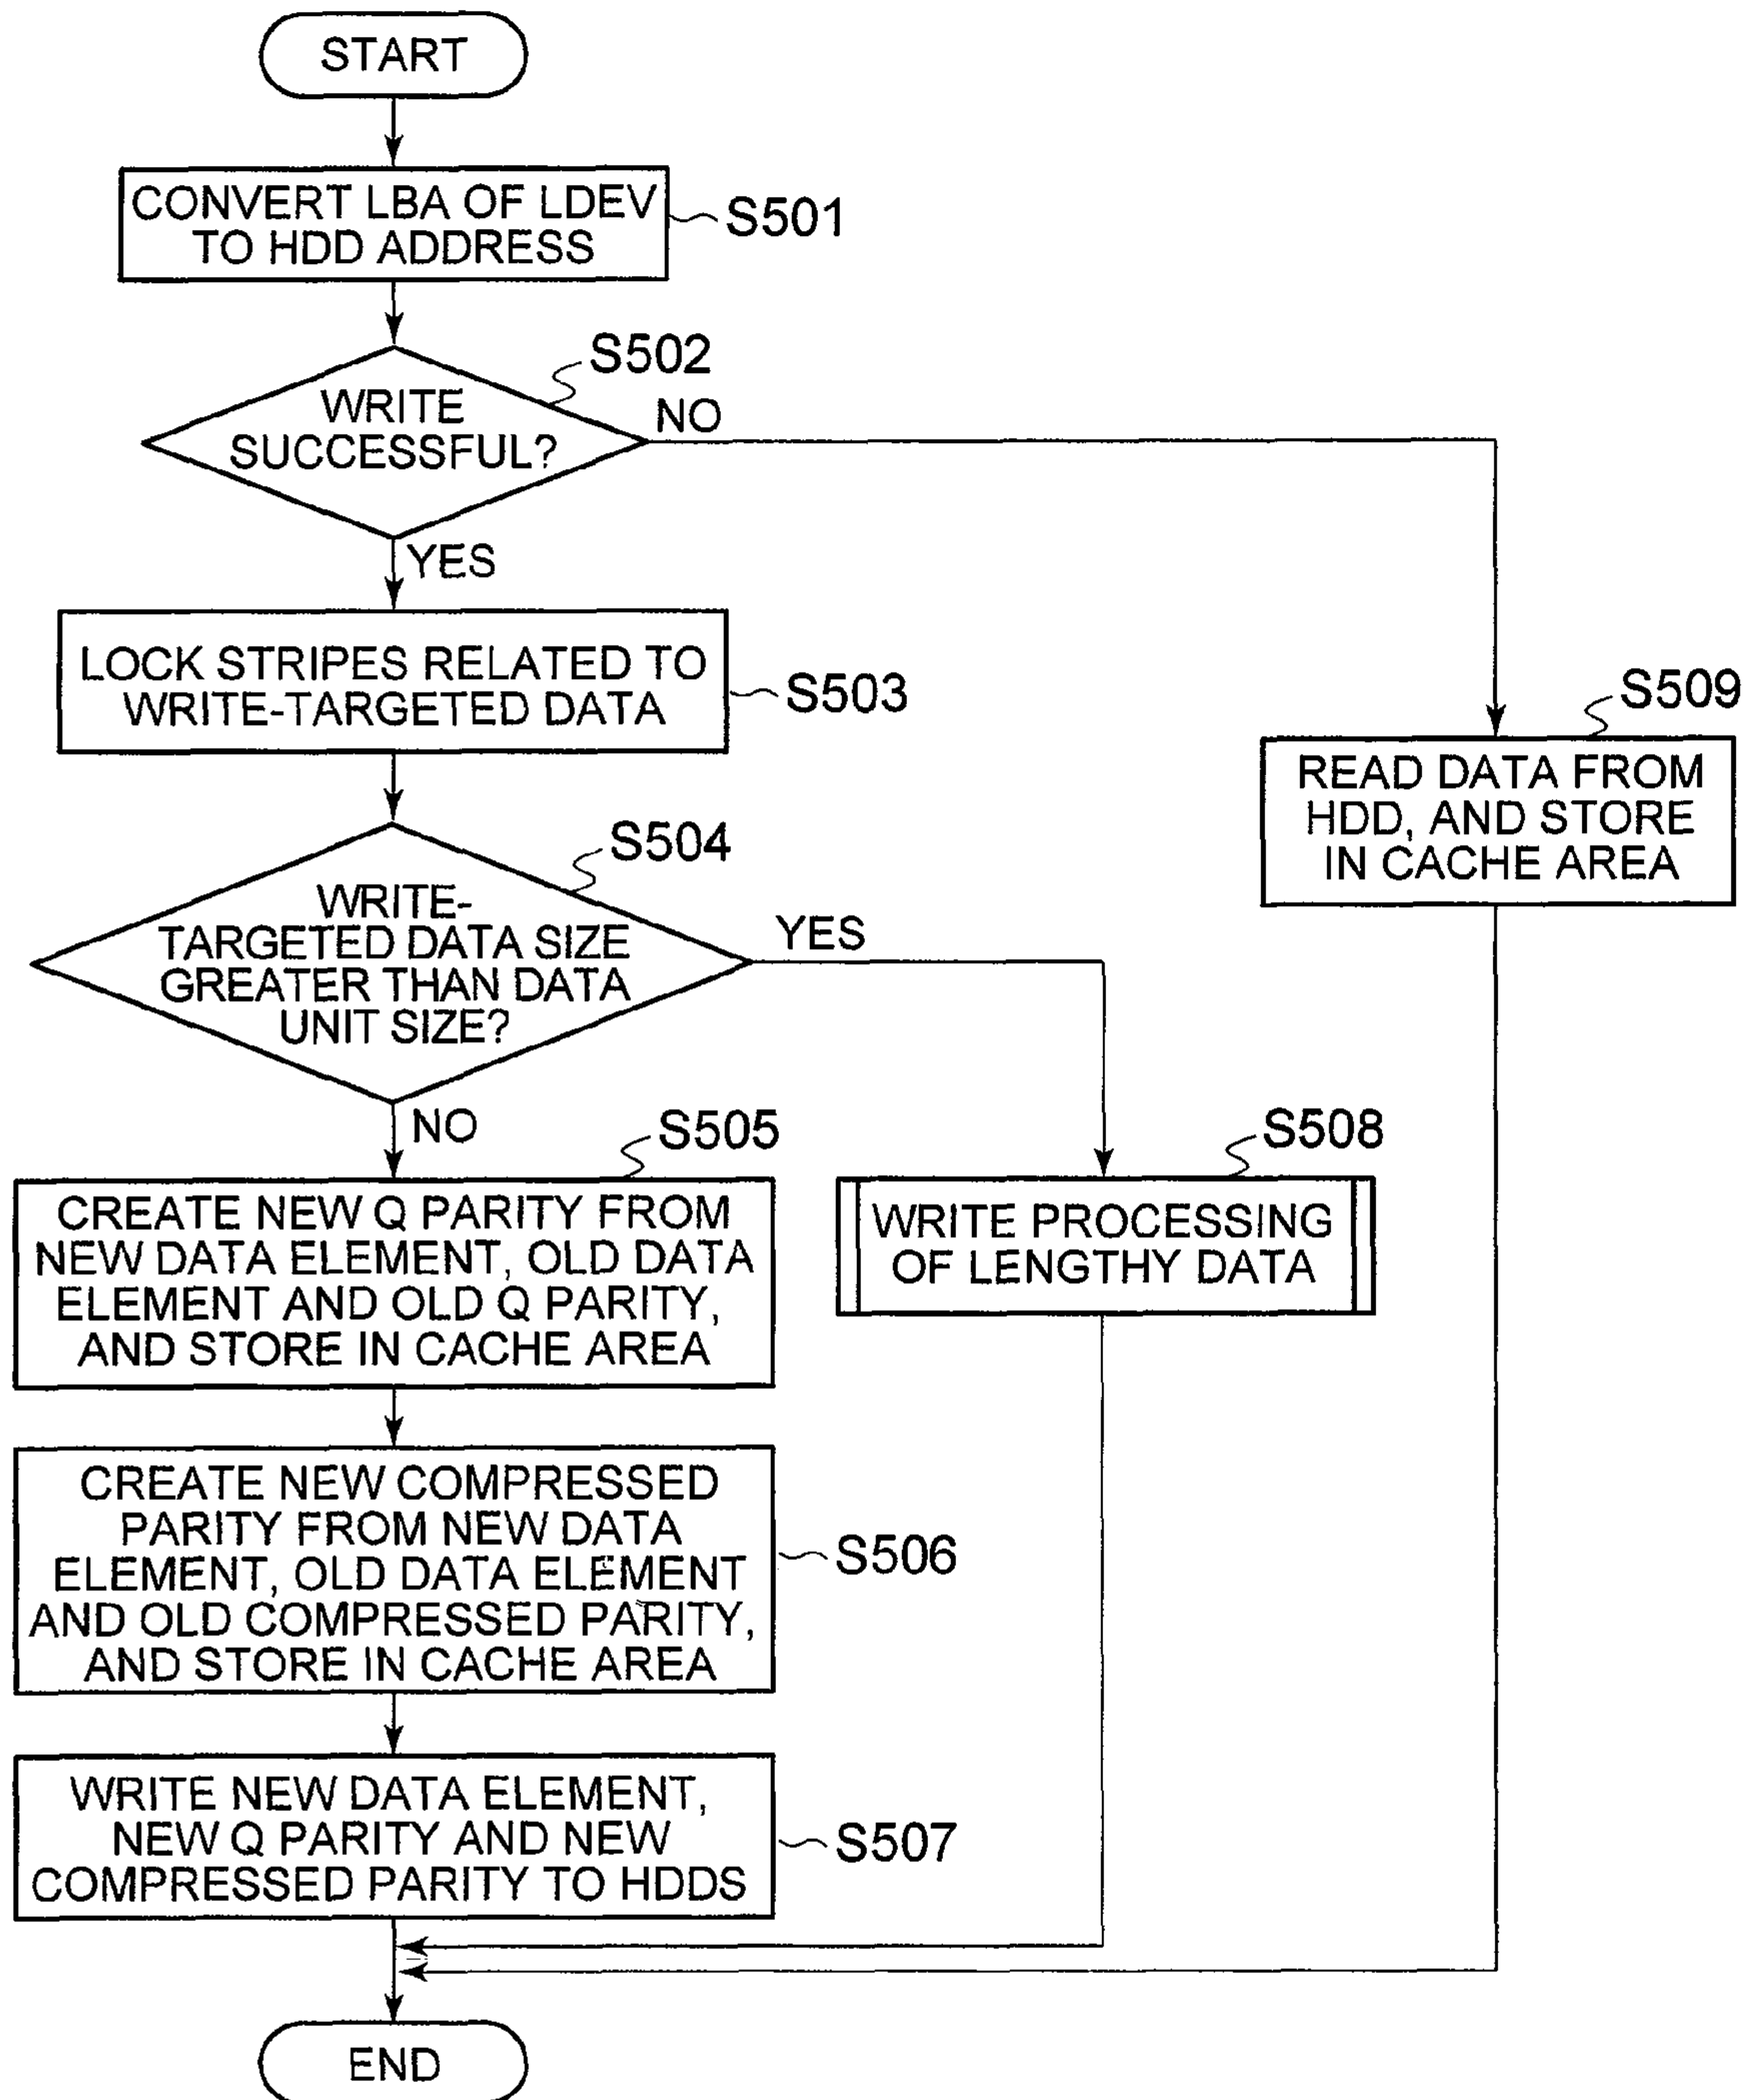 START
CONVERT LBA OF LDEV
TO HDD ADDRESS
S501
S502
WRITE
SUCCESSFUL?
NO
YES
LOCK STRIPES RELATED TO
WRITE-TARGETED DATA
S503
S509
READ DATA FROM
HDD, AND STORE
IN CACHE AREA
S504
WRITE-
TARGETED DATA SIZE
GREATER THAN DATA
UNIT SIZE?
YES
NO
S505
CREATE NEW Q PARITY FROM
NEW DATA ELEMENT, OLD DATA
ELEMENT AND OLD Q PARITY,
AND STORE IN CACHE AREA
S508
WRITE PROCESSING
OF LENGTHY DATA
CREATE NEW COMPRESSED
PARITY FROM NEW DATA
ELEMENT, OLD DATA ELEMENT
AND OLD COMPRESSED PARITY,
AND STORE IN CACHE AREA
S506
WRITE NEW DATA ELEMENT,
NEW Q PARITY AND NEW
COMPRESSED PARITY TO HDDS
S507
END